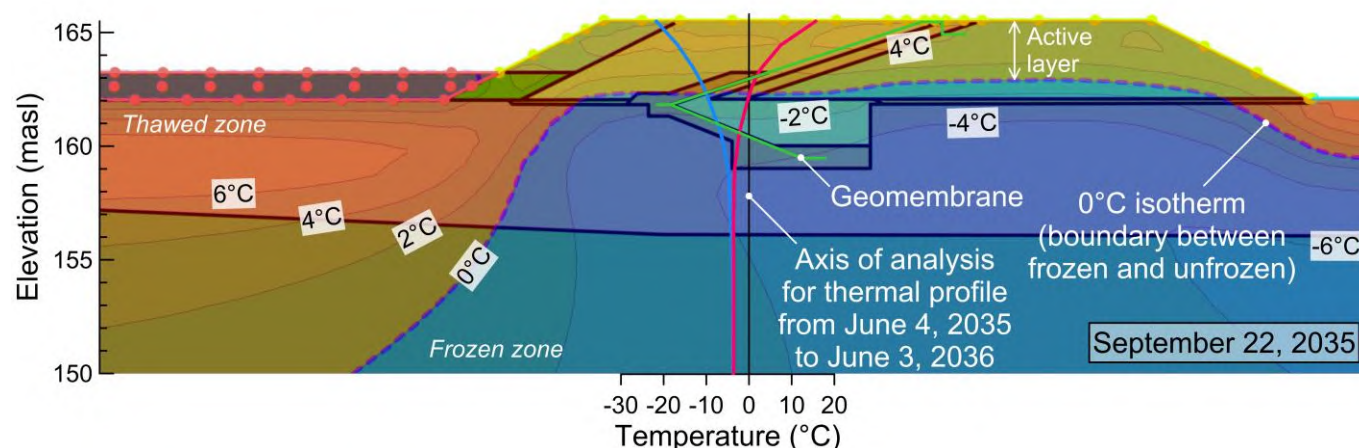 165
160
155
150
Elevation (masl)
Thawed zone
6°C
4°C
2°C
0°C
Frozen zone
4°C
Active
layer
-2°C
-4°C
Geomembrane
0°C isotherm
(boundary between
frozen and unfrozen)
-6°C
Axis of analysis
for thermal profile
from June 4, 2035
to June 3, 2036
September 22, 2035
-30 -20 -10 0 10 20
Temperature (°C)